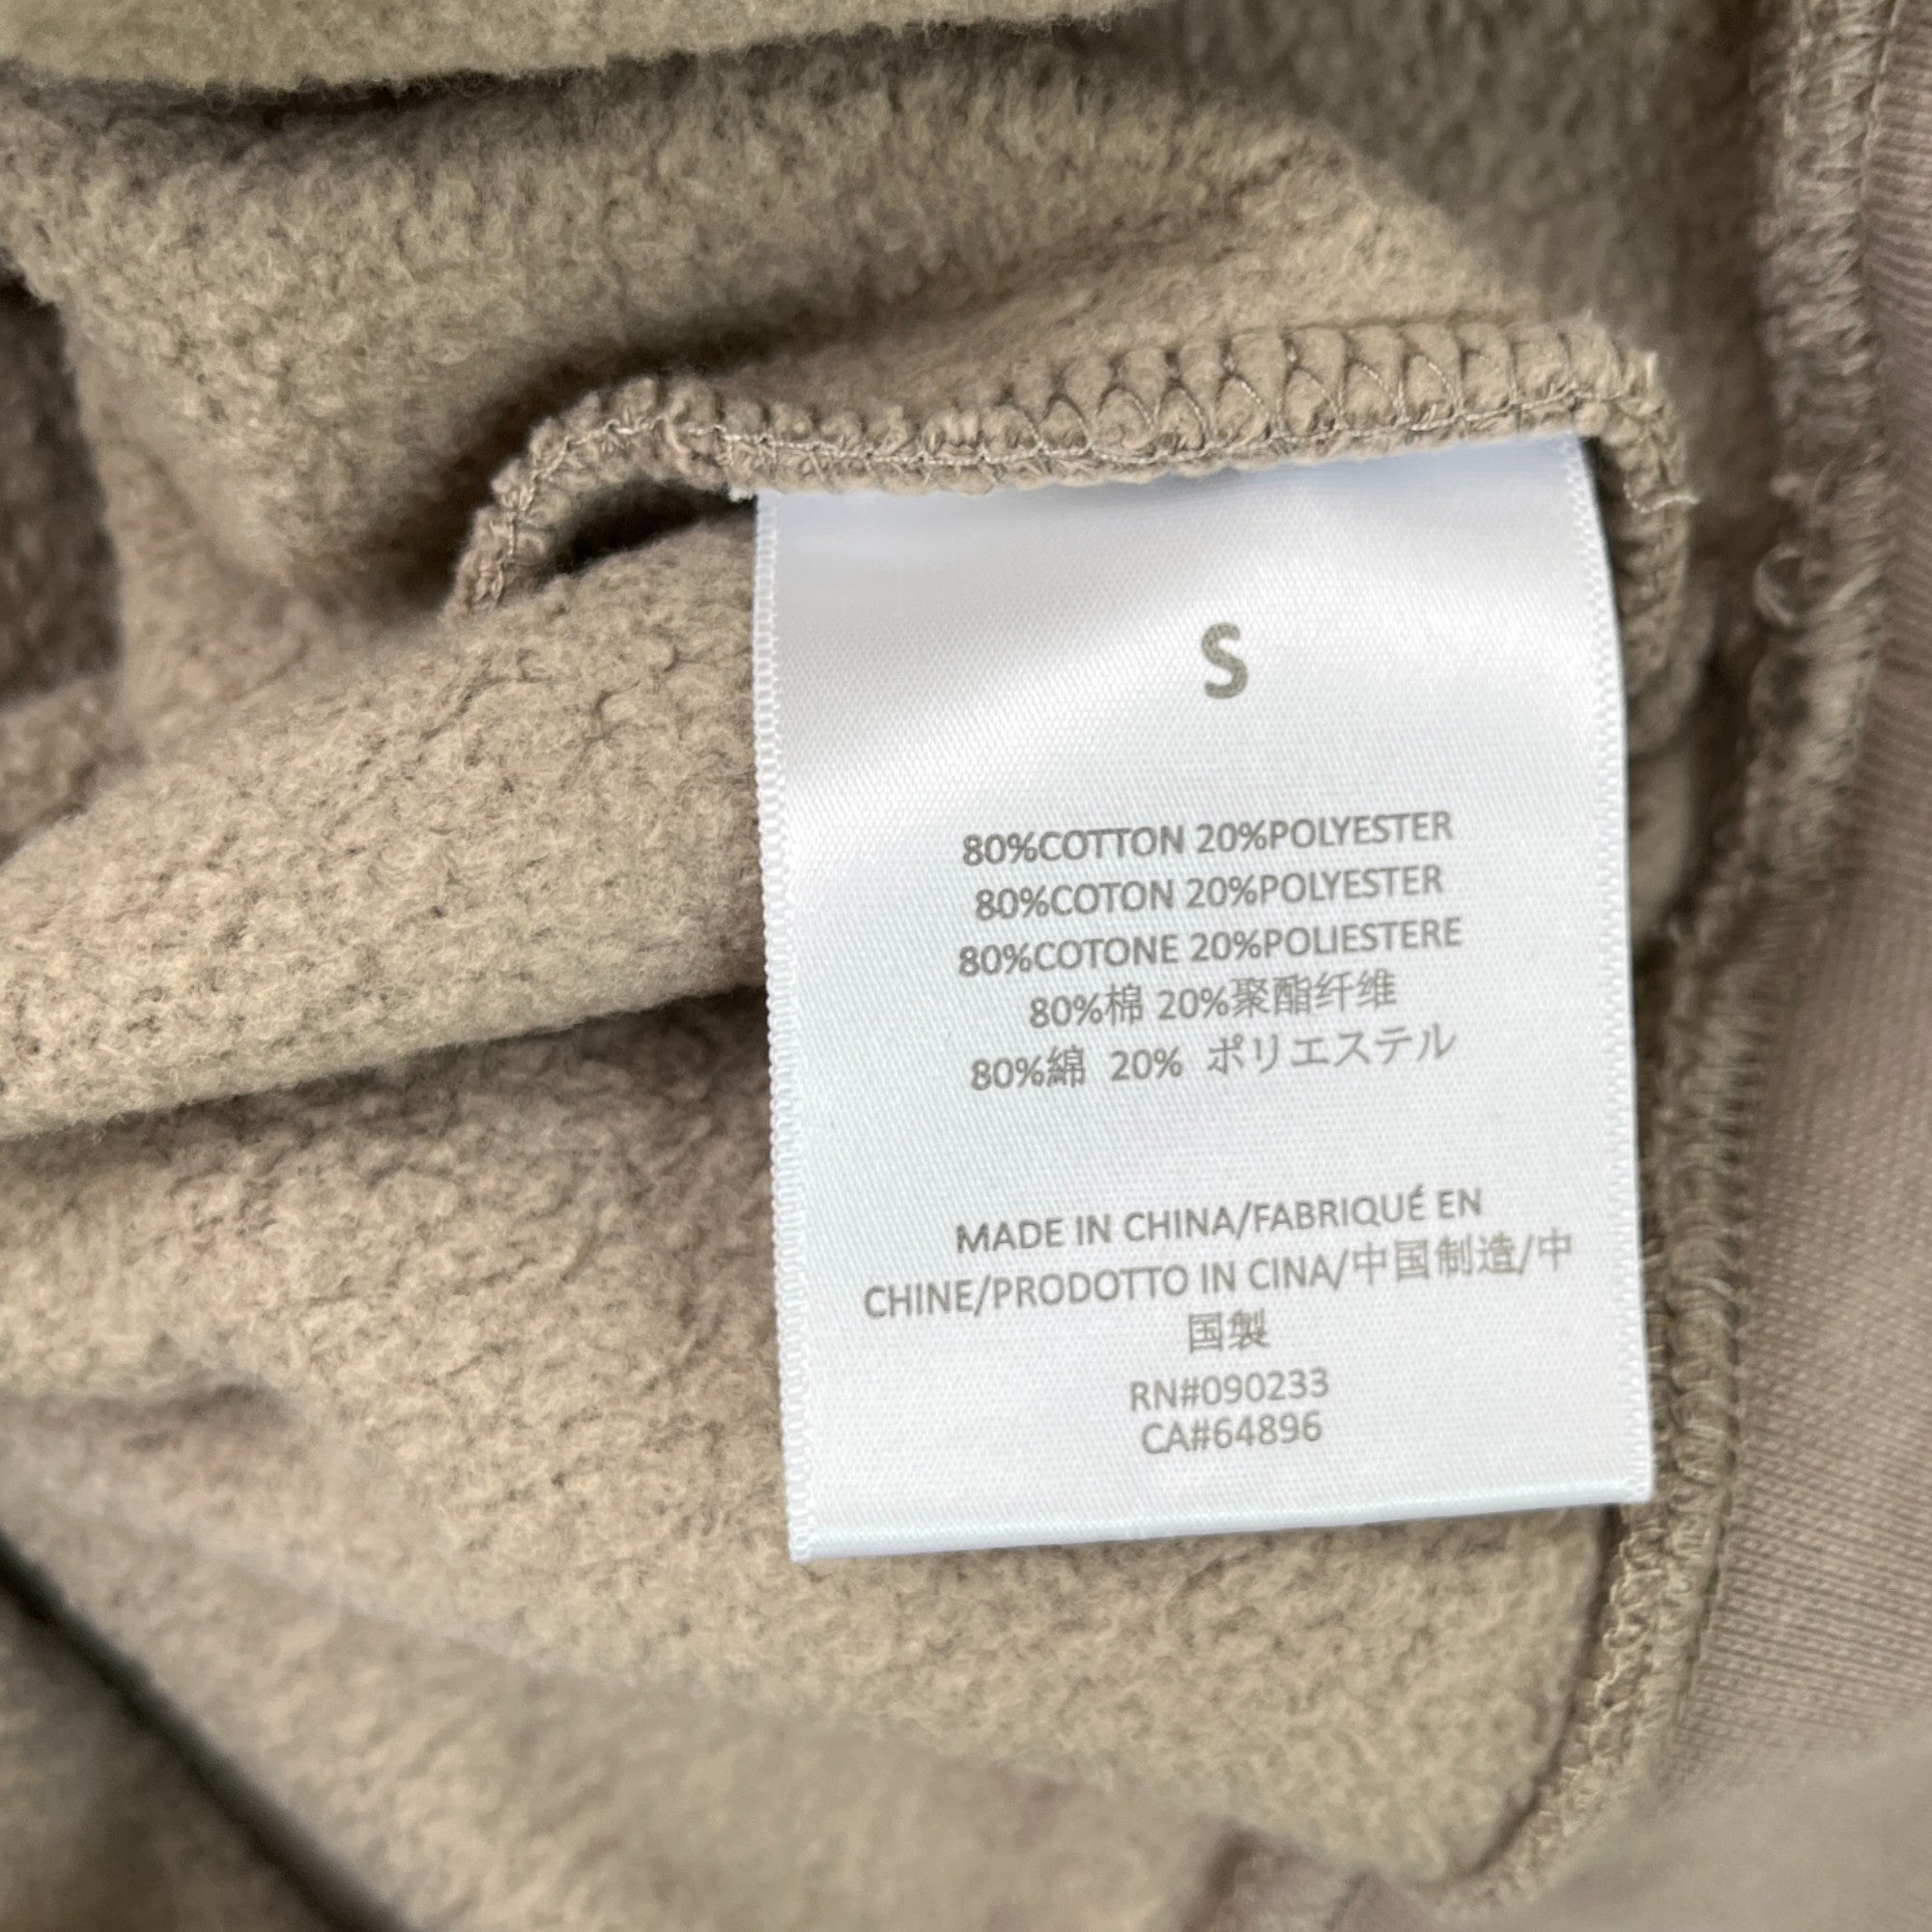 S
80%COTTON 20%POLYESTER
80%COTON 20%POLYESTER
80%COTONE 20%POLIESTERE
80%棉 20%聚酯纤维
80%綿 20% ポリエステル
MADE IN CHINA/FABRIQUÉ EN
CHINE/PRODOTTO IN CINA/中国制造/中
国製
RN#090233
CA#64896